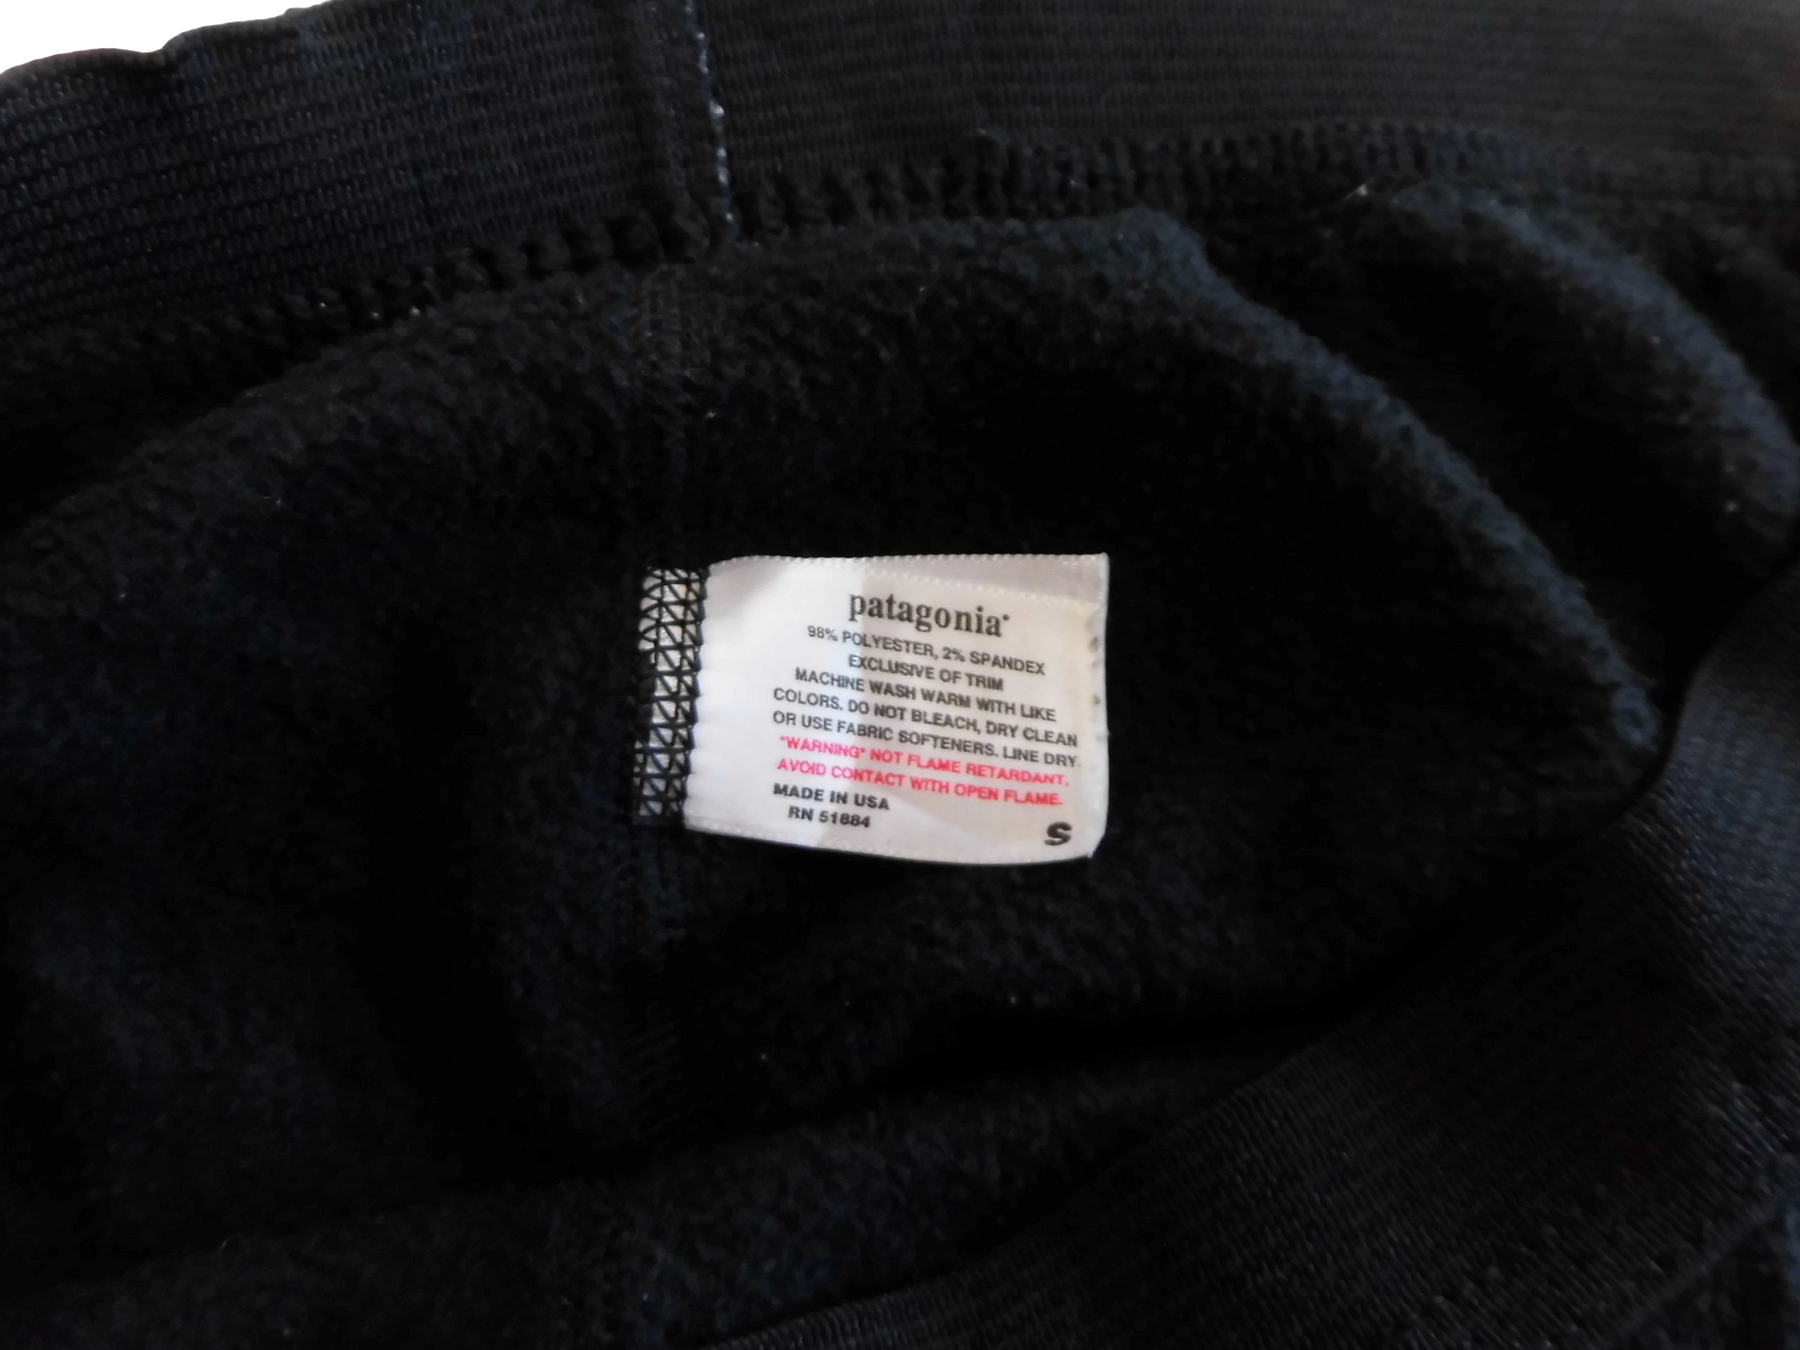 patagonia®
98% POLYESTER, 2% SPANDEX
EXCLUSIVE OF TRIM
MACHINE WASH WARM WITH LIKE
COLORS. DO NOT BLEACH, DRY CLEAN
OR USE FABRIC SOFTENERS. LINE DRY.
"WARNING" NOT FLAME RETARDANT.
AVOID CONTACT WITH OPEN FLAME.
MADE IN USA
RN 51884
S